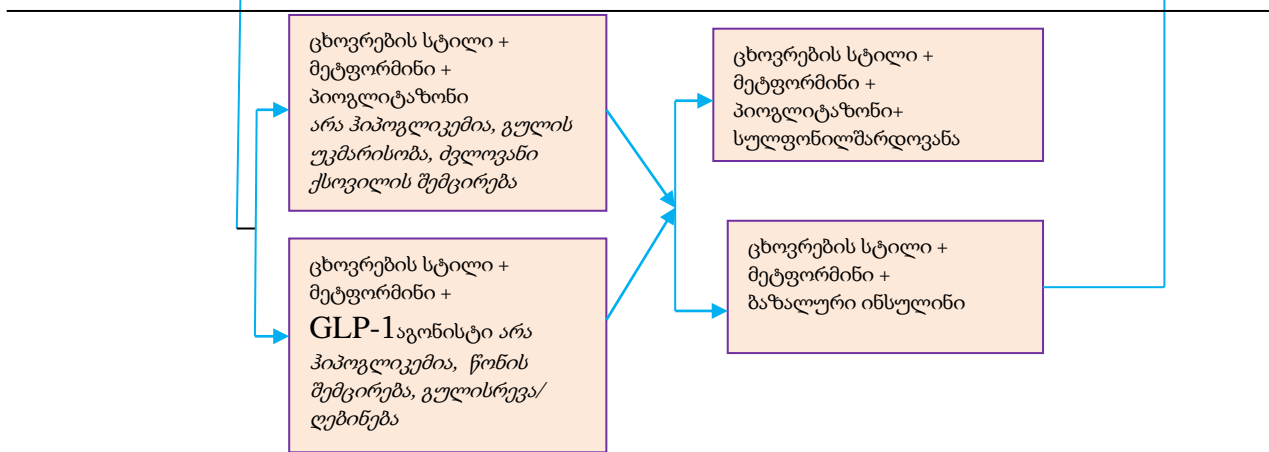 ცხოვრების სტილი +
მეტფორმინი +
პიოგლიტაზონი
არა ჰიპოგლიკემია, გულის
უკმარისობა, ძვლოვანი
ქსოვილის შემცირება
ცხოვრების სტილი +
მეტფორმინი +
GLP-1აგონისტი არა
ჰიპოგლიკემია, წონის
შემცირება, გულისრევა/
ღებინება
ცხოვრების სტილი +
მეტფორმინი +
პიოგლიტაზონი+
სულფონილშარდოვანა
ცხოვრების სტილი +
მეტფორმინი +
ბაზალური ინსულინი